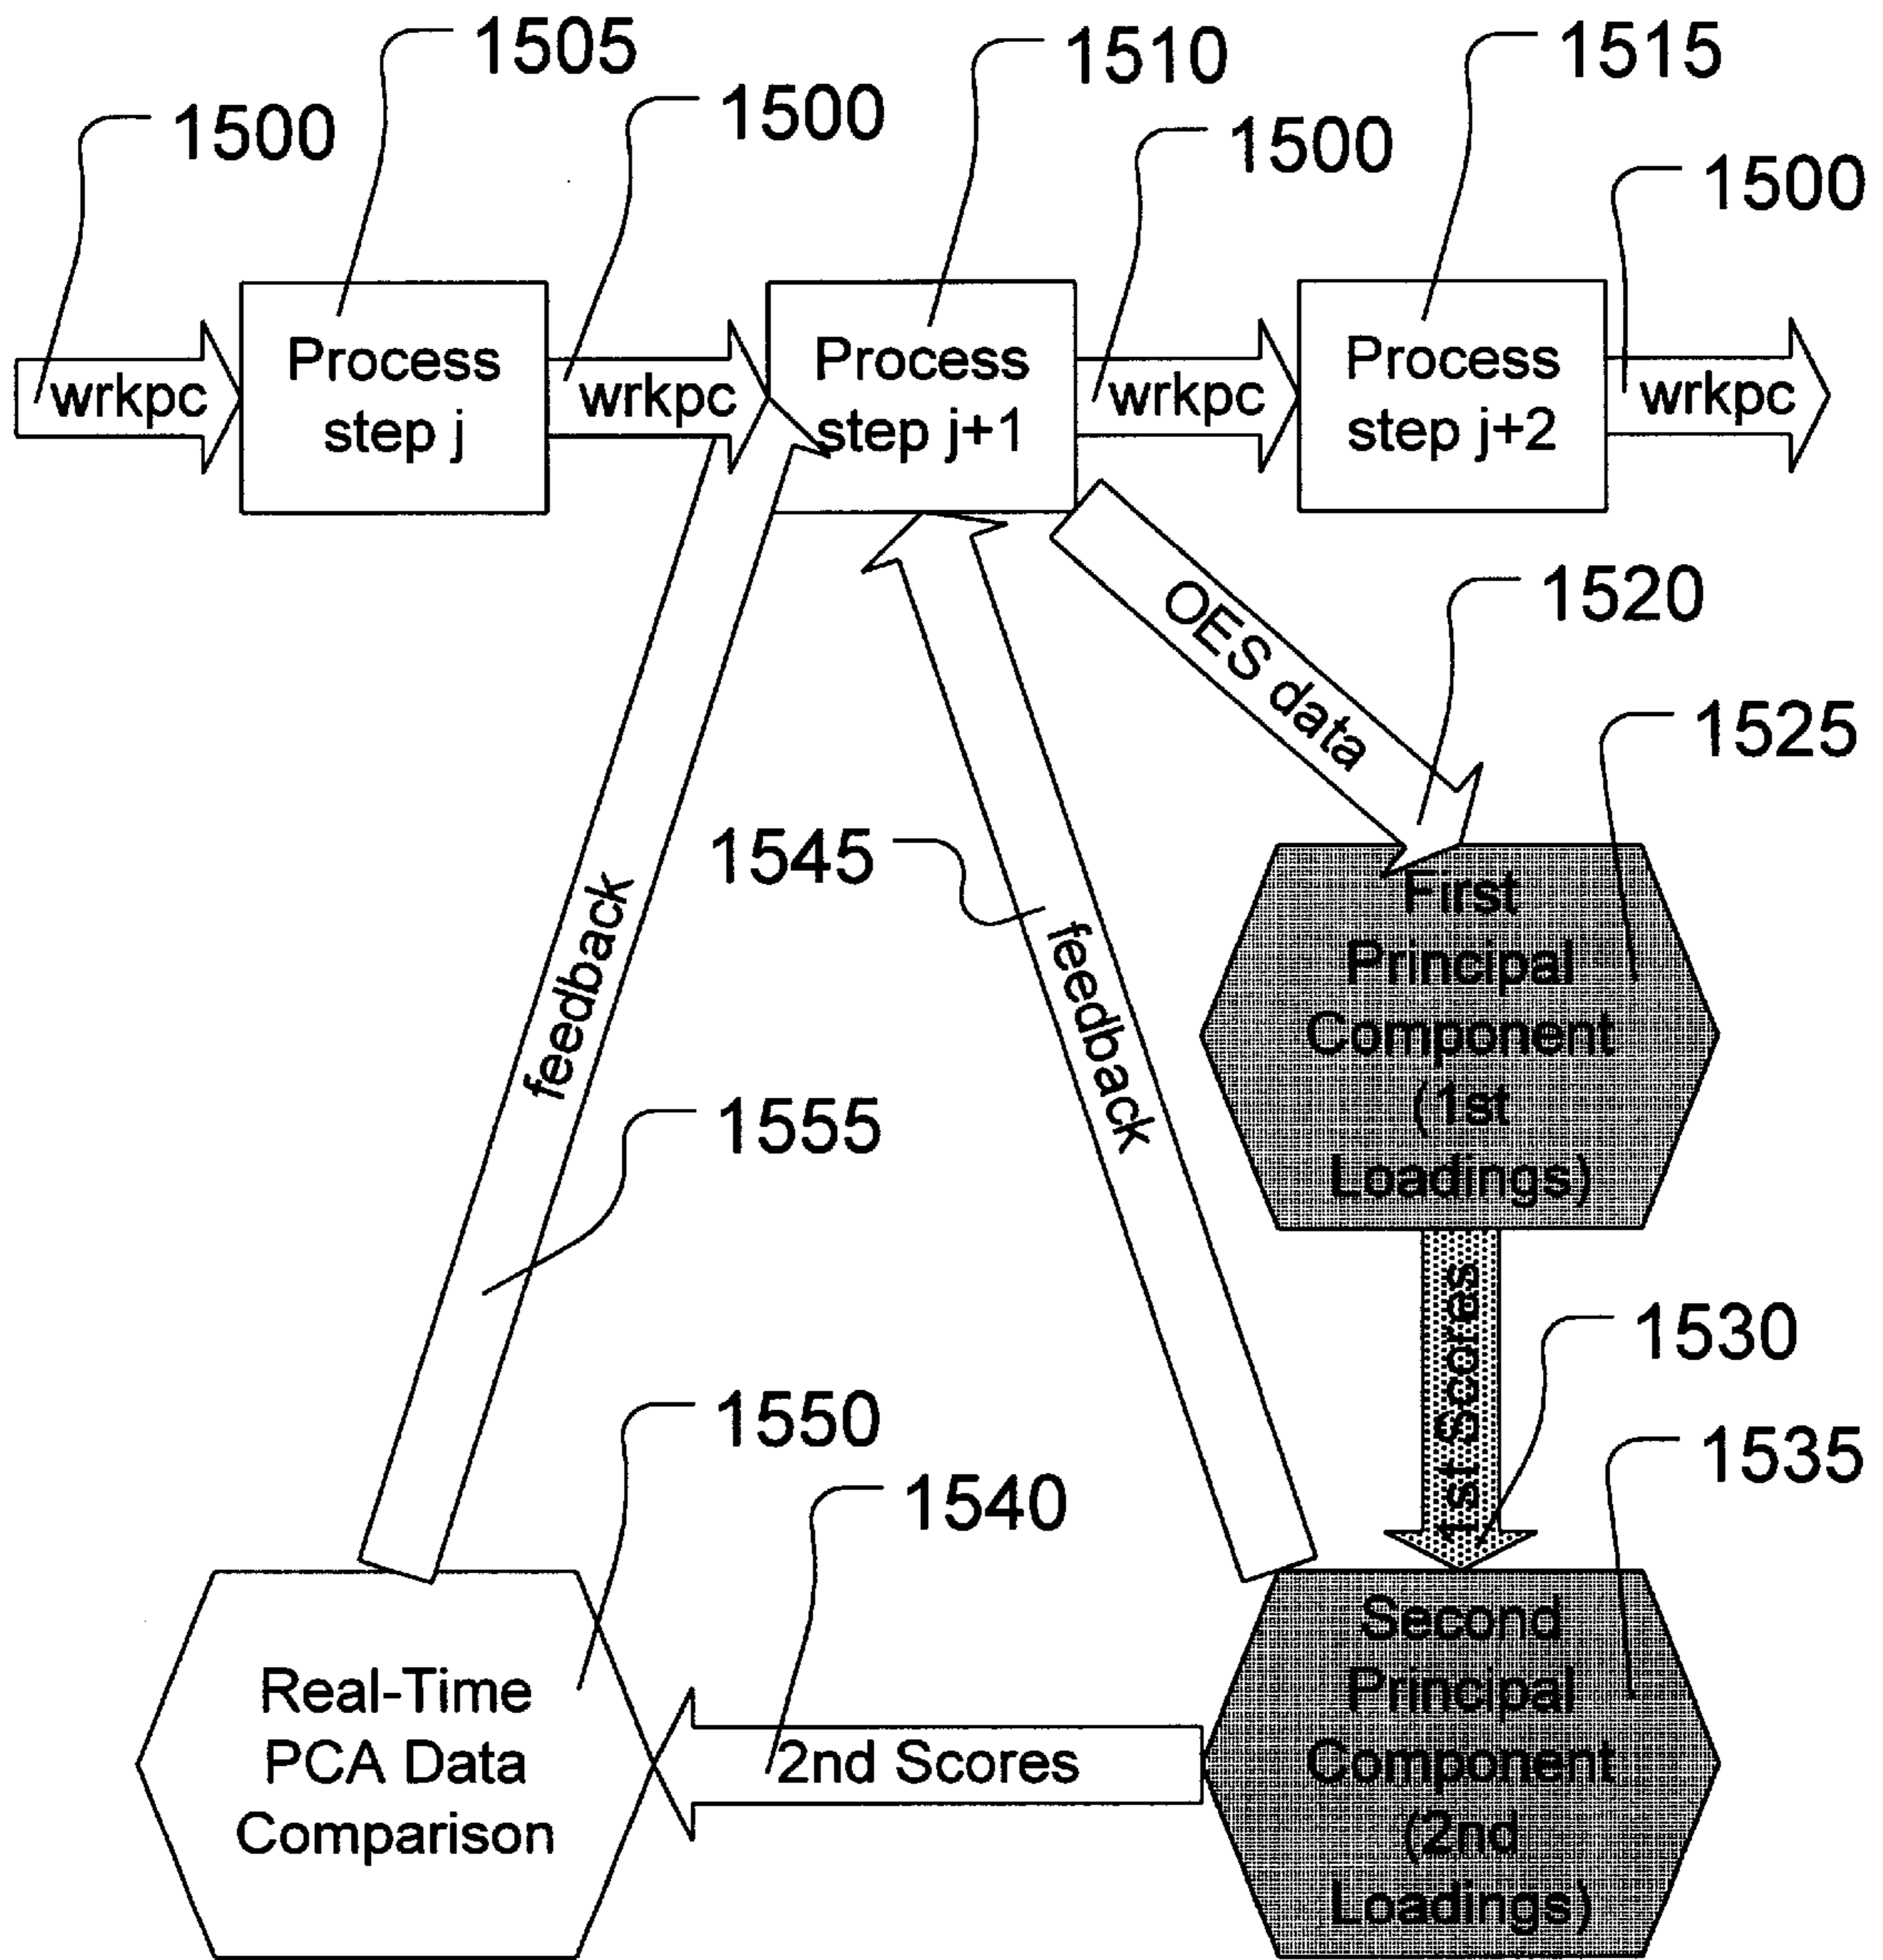 1505
1510
1515
1500
1500
1500
1500
wrkpc
Process
step j
wrkpc
Process
step j+1
wrkpc
Process
step j+2
wrkpc
OES data
1520
1525
1545
First
Principal
Component
(1st
Loadings)
feedback
feedback
1555
1st Scores
1530
1550
1535
1540
Real-Time
PCA Data
Comparison
2nd Scores
Second
Principal
Component
(2nd
Loadings)